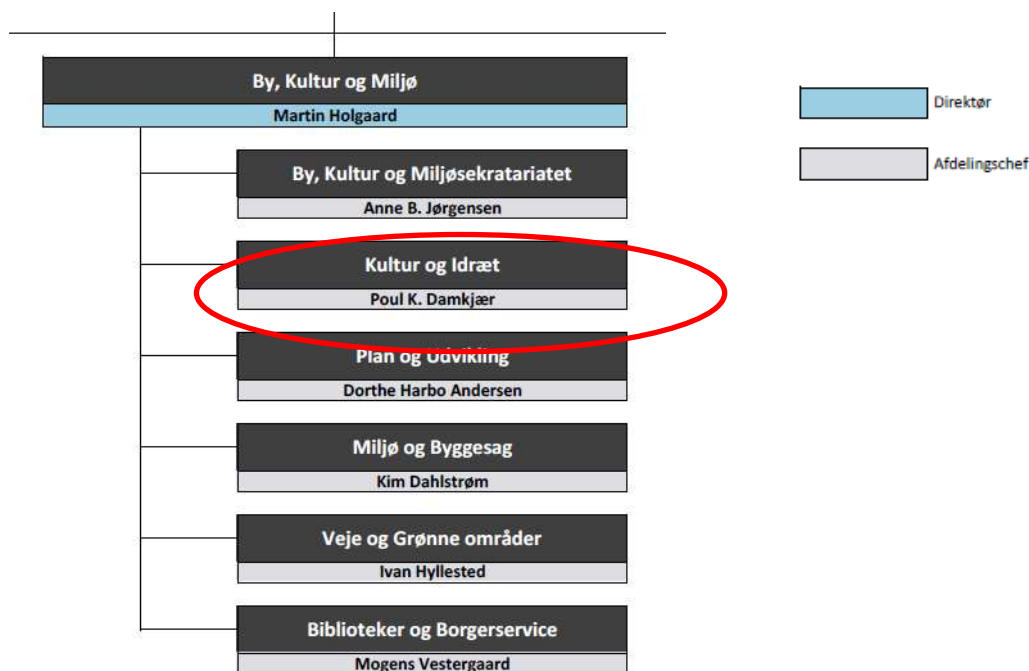 By, Kultur og Miljø
Martin Holgaard
Direktør
By, Kultur og Miljøsekratariatet
Afdelingschef
Anne B. Jørgensen
Kultur og Idræt
Poul K. Damkjær
Plan og Udvikling
Dorthe Harbo Andersen
Miljø og Byggesag
Kim Dahlstrøm
Veje og Grønne områder
Ivan Hyllested
Biblioteker og Borgerservice
Mogens Vestergaard